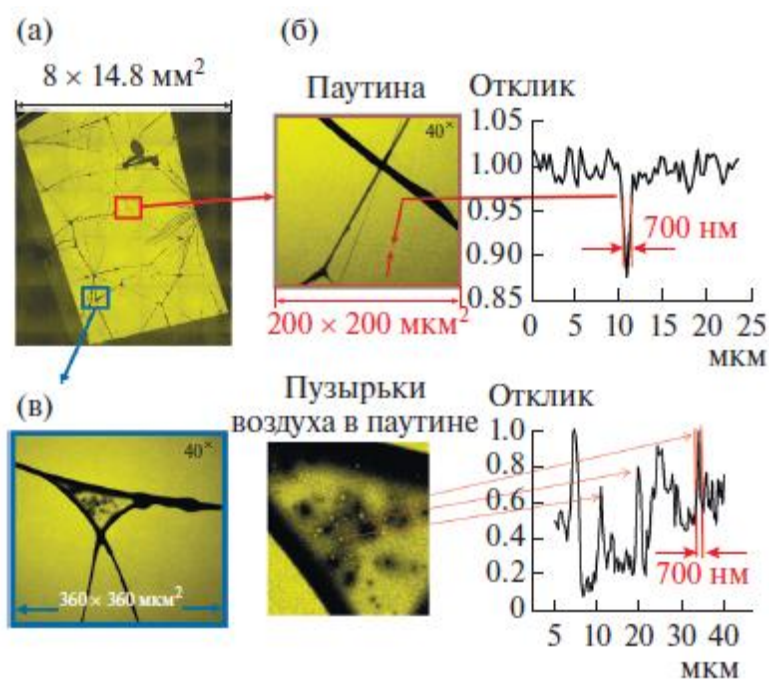 (а)
8 × 14.8 мм²
(б)
Паутина
40×
200 × 200 мкм²
Отклик
1.05
1.00
0.95
0.90
0.85
700 нм
0 5 10 15 20 25
мкм
(в)
40×
360 × 360 мкм²
Пузырьки
воздуха в паутине
Отклик
1.0
0.8
0.6
0.4
0.2
0
700 нм
5 10 20 30 40
мкм